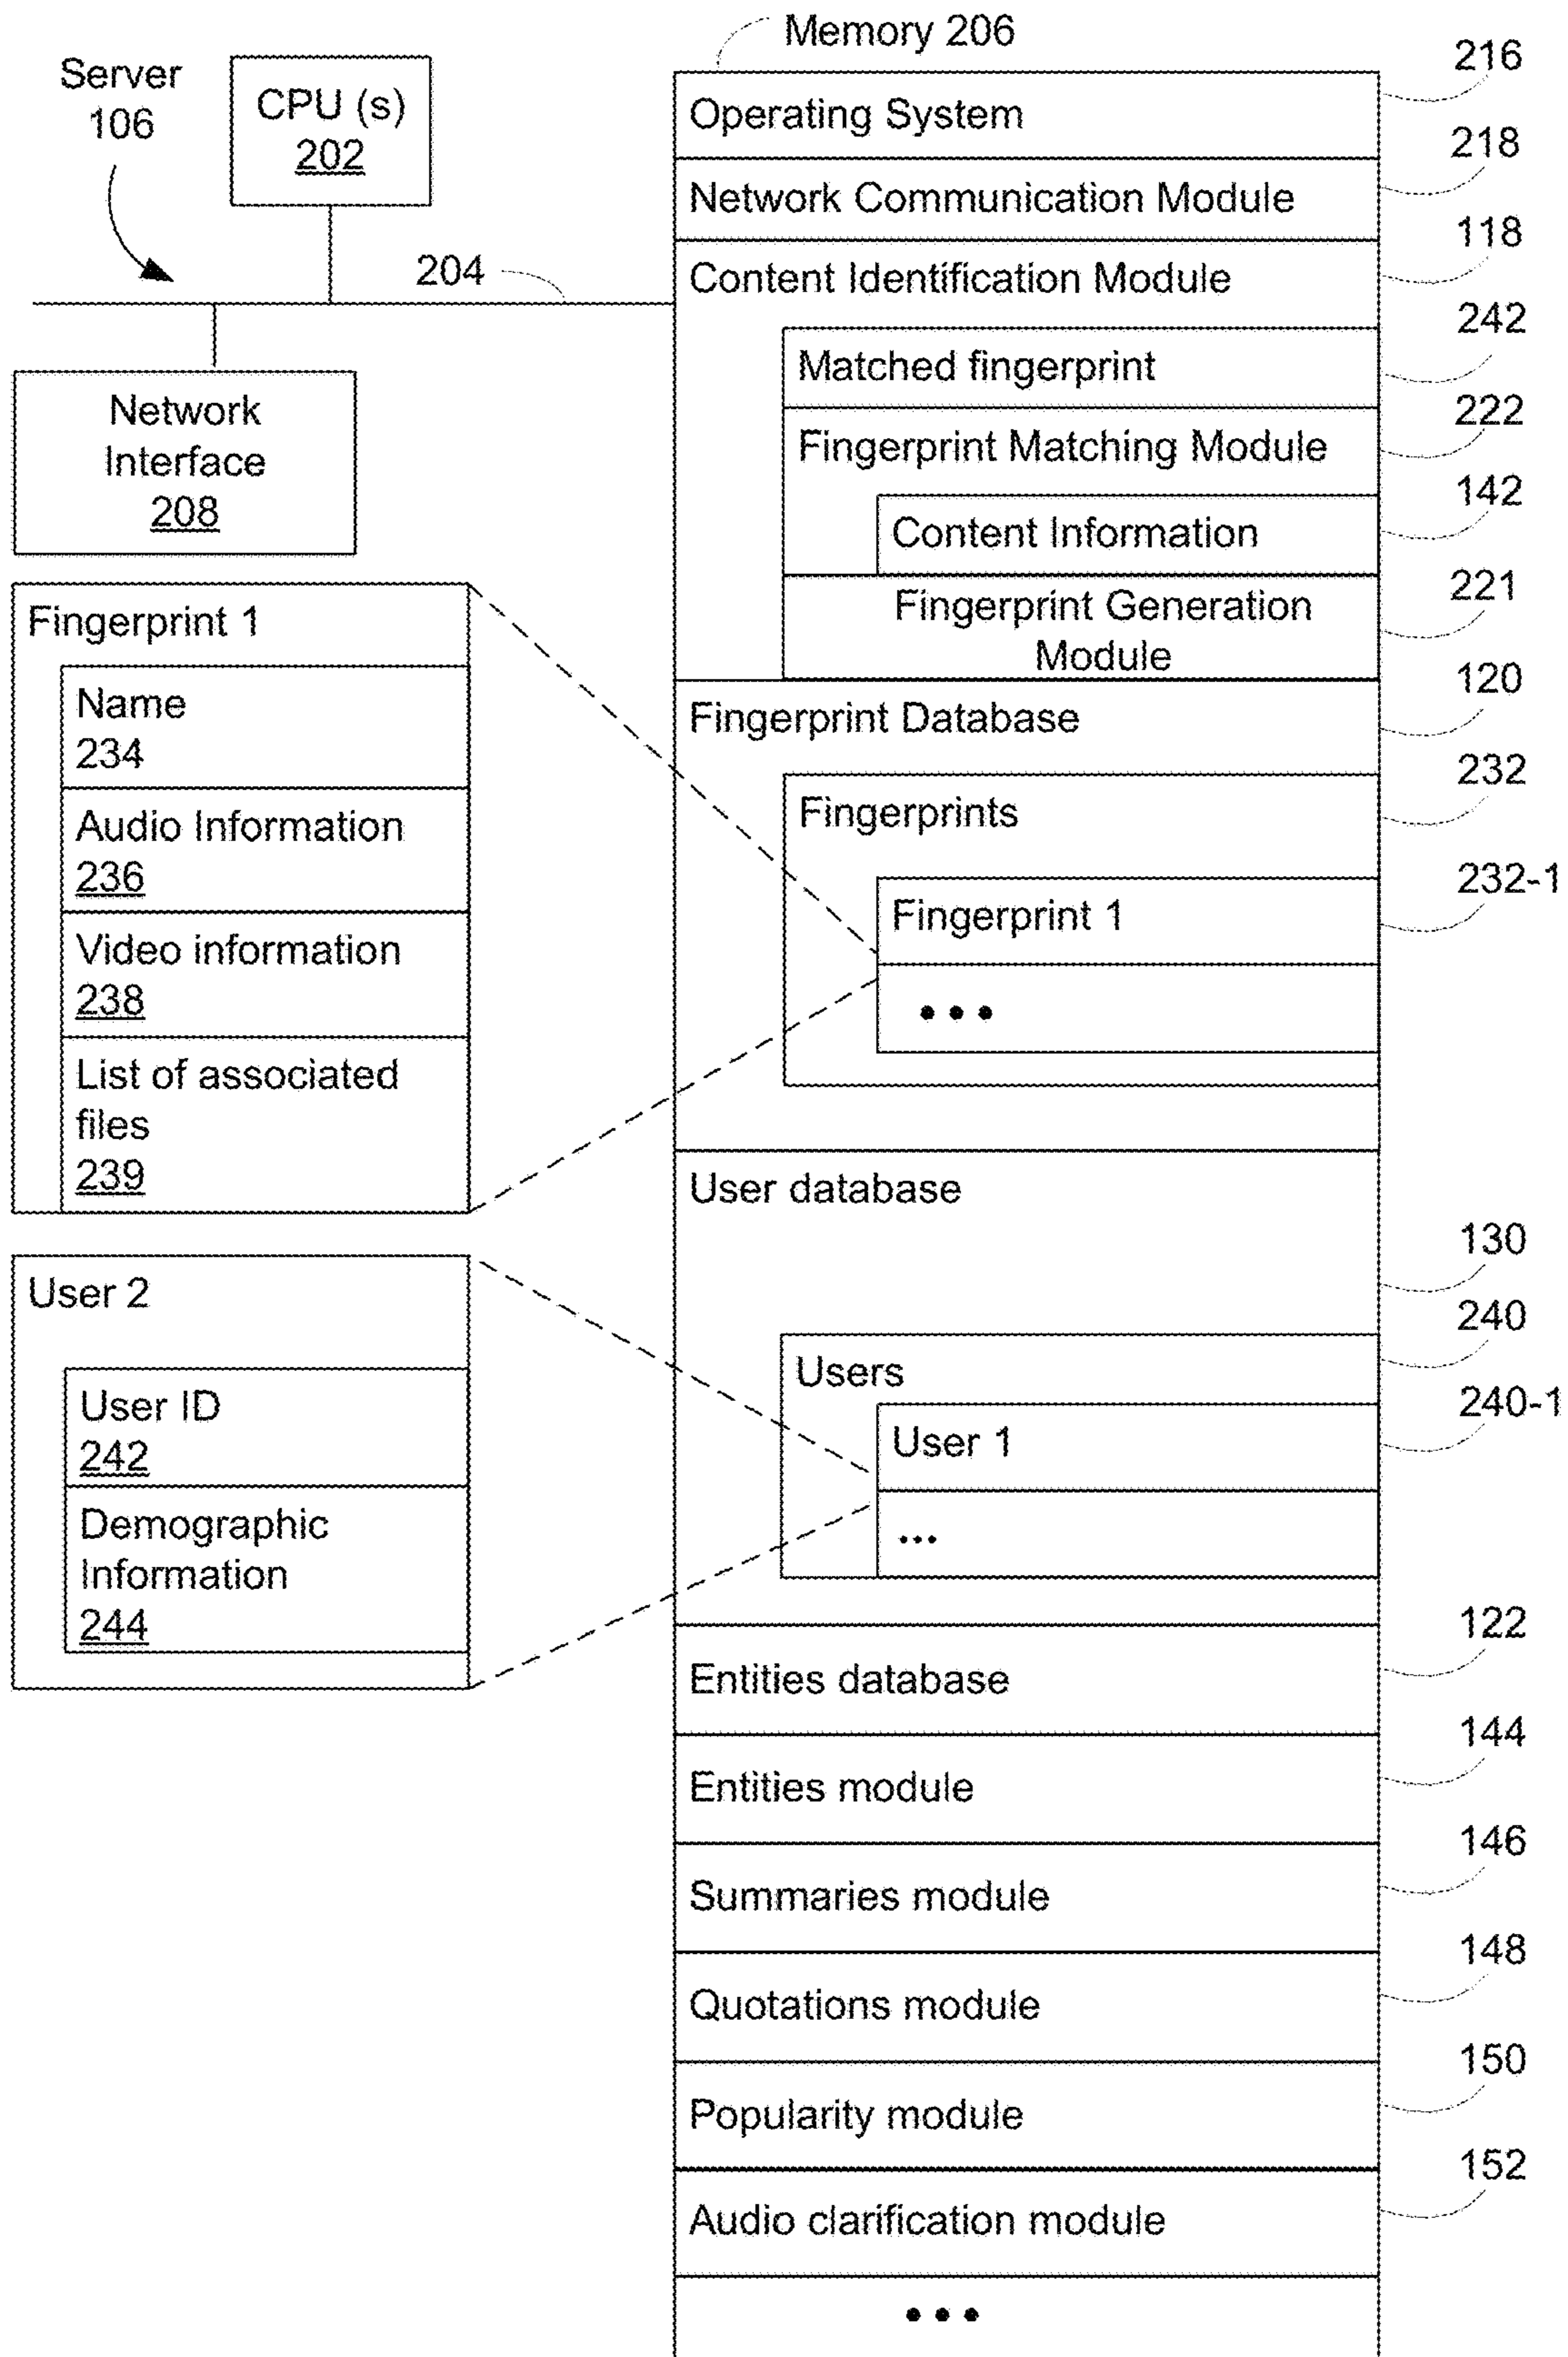 Memory 206
216
Server
106
CPU (s)
202
Operating System
218
Network Communication Module
118
204
Content Identification Module
242
Matched fingerprint
222
Network
Interface
208
Fingerprint Matching Module
142
Content Information
221
Fingerprint Generation
Module
120
Fingerprint 1
Name
234
Audio Information
236
Video information
238
List of associated
files
239
Fingerprint Database
232
Fingerprints
232-1
Fingerprint 1
•••
User database
130
240
Users
240-1
User 1
...
User 2
User ID
242
Demographic
Information
244
122
Entities database
144
Entities module
146
Summaries module
148
Quotations module
150
Popularity module
152
Audio clarification module
•••